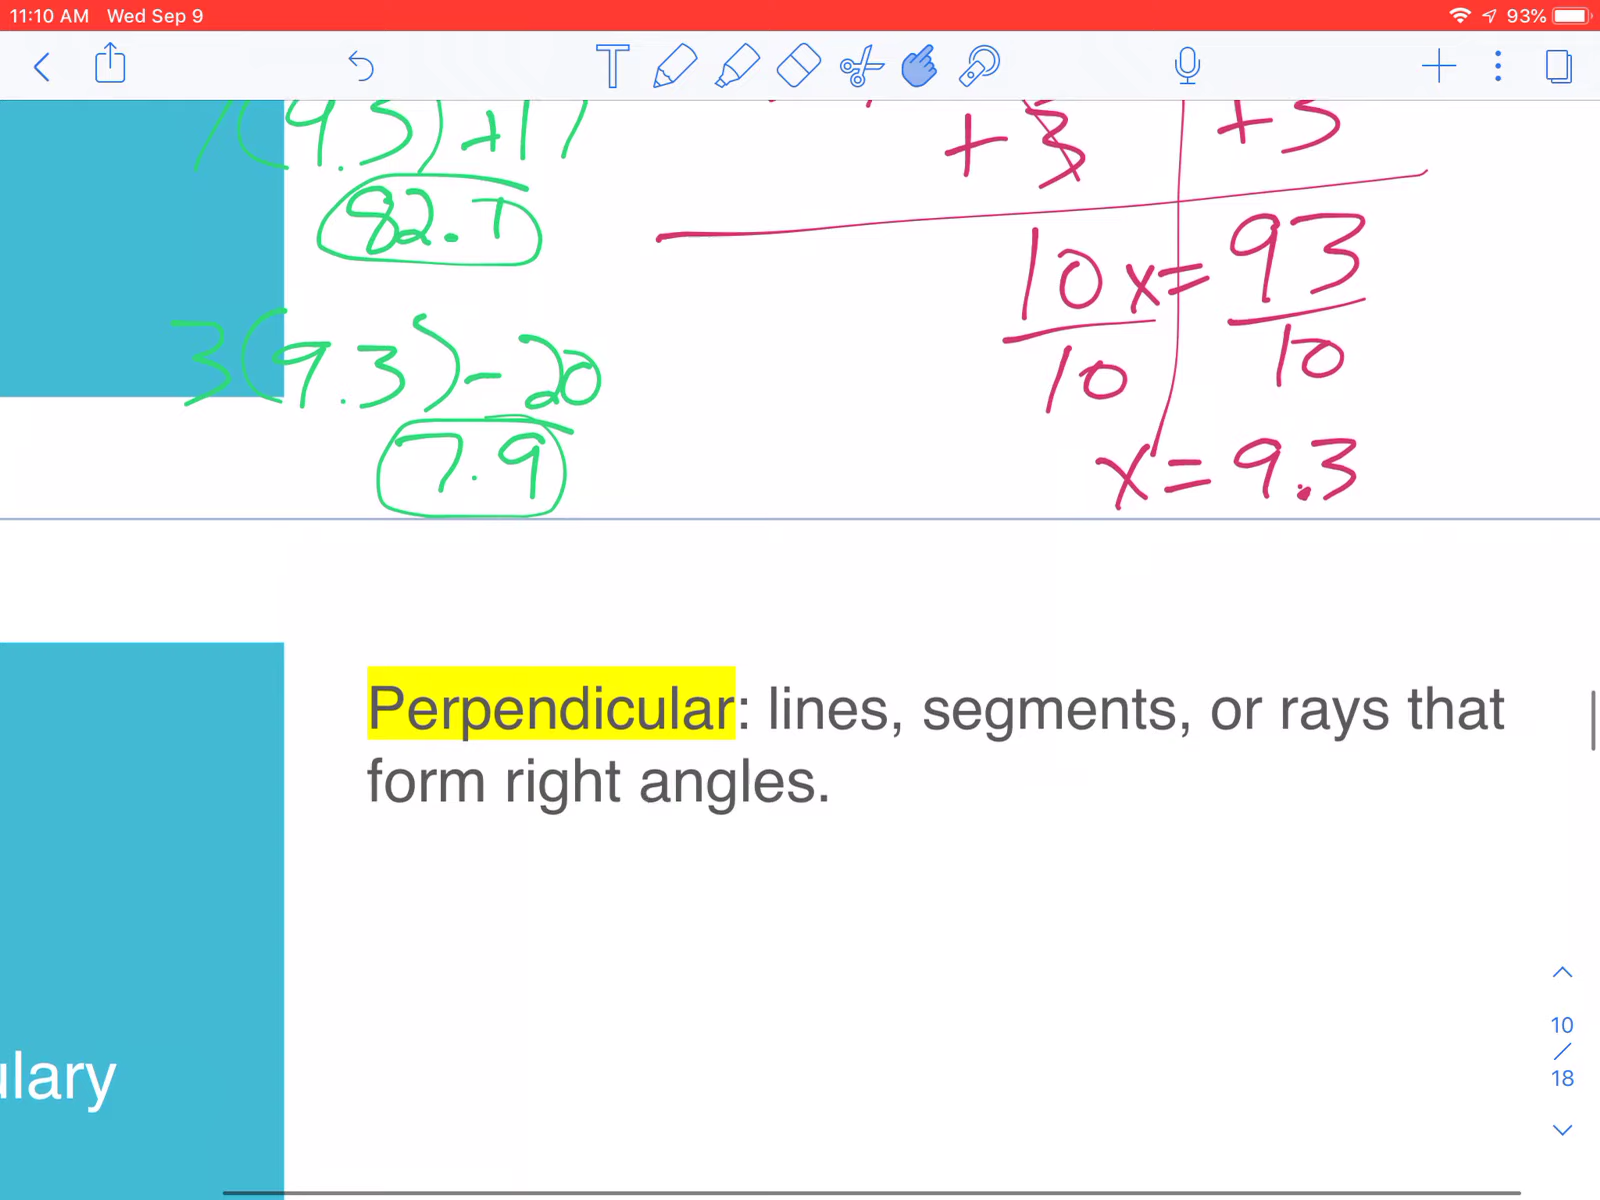 11:10 AM Wed Sep 9 93%
7(9.3)+17
82.1
3(9.3)-20
7.9
+3 +3
10x=93
10 10
x=9.3
Perpendicular: lines, segments, or rays that
form right angles.
ulary
10
/
18